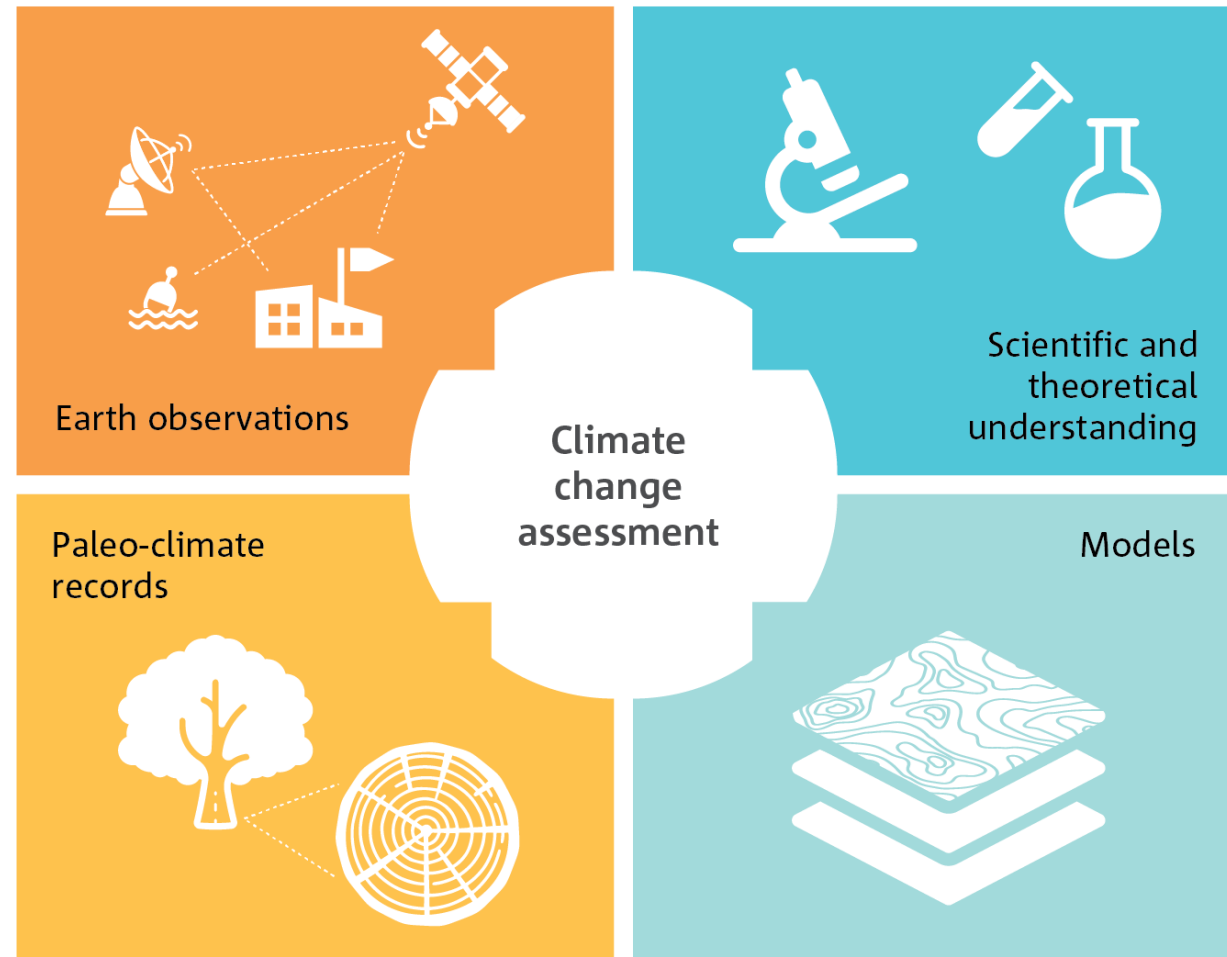 Earth observations
Scientific and
theoretical
understanding
Climate
change
assessment
Paleo-climate
records
Models